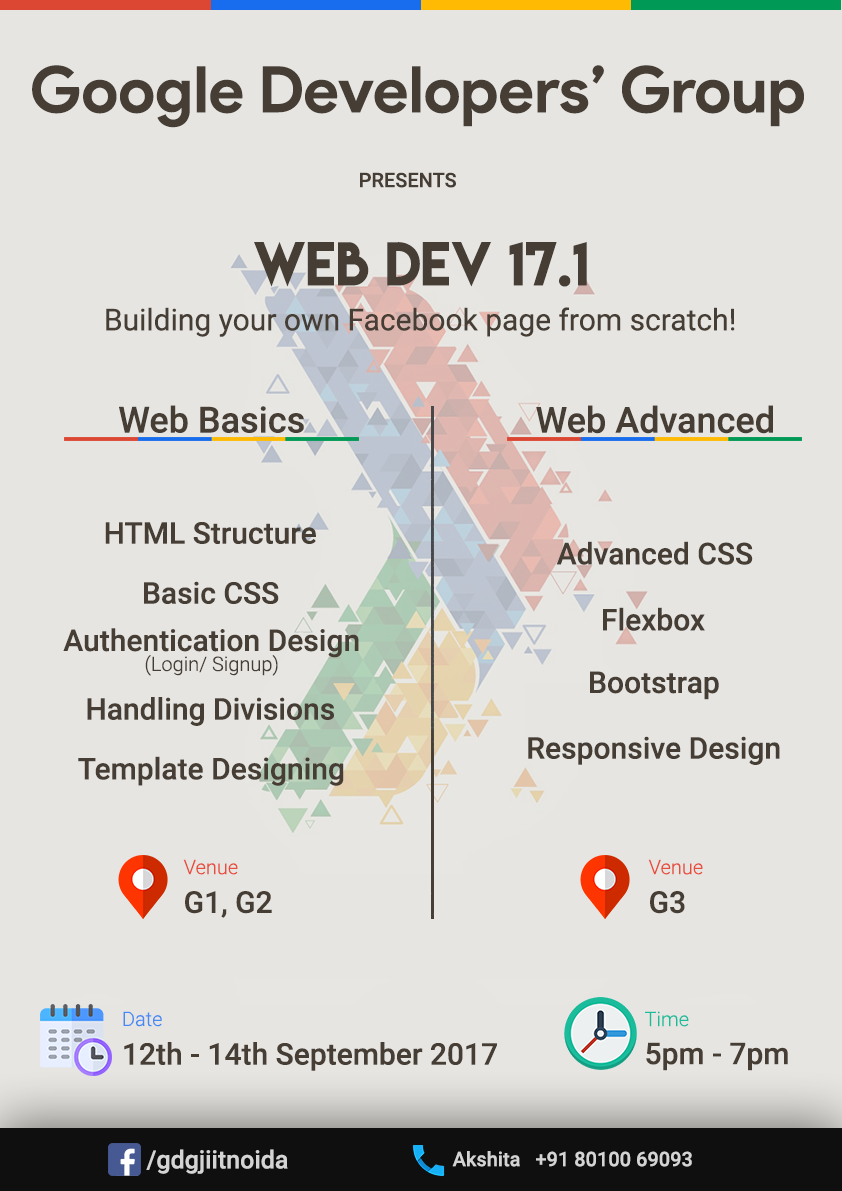 Google Developers’ Group
PRESENTS
WEB DEV 17.1
Building your own Facebook page from scratch!
Web Basics
HTML Structure
Basic CSS
Authentication Design
(Login/ Signup)
Handling Divisions
Template Designing
Venue
G1, G2
Web Advanced
Advanced CSS
Flexbox
Bootstrap
Responsive Design
Venue
G3
Date
12th - 14th September 2017
Time
5pm - 7pm
/gdgjiitnoida
Akshita +91 80100 69093